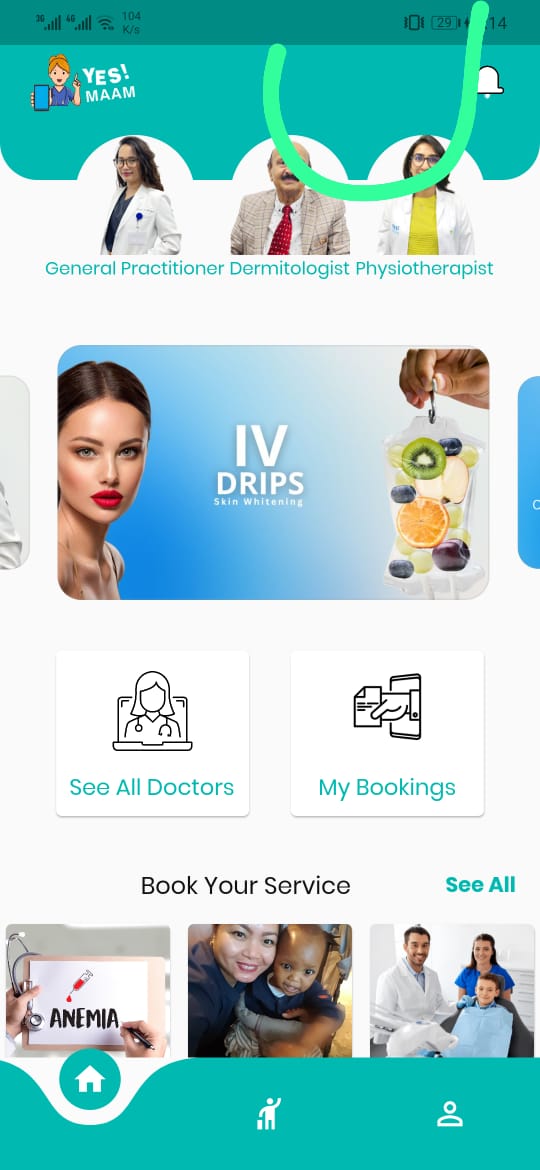 3G 4G 104
K/s
29
14
YES!
MAAM
General Practitioner Dermitologist Physiotherapist
IV
DRIPS
Skin Whitening
See All Doctors
My Bookings
Book Your Service
See All
ANEMIA